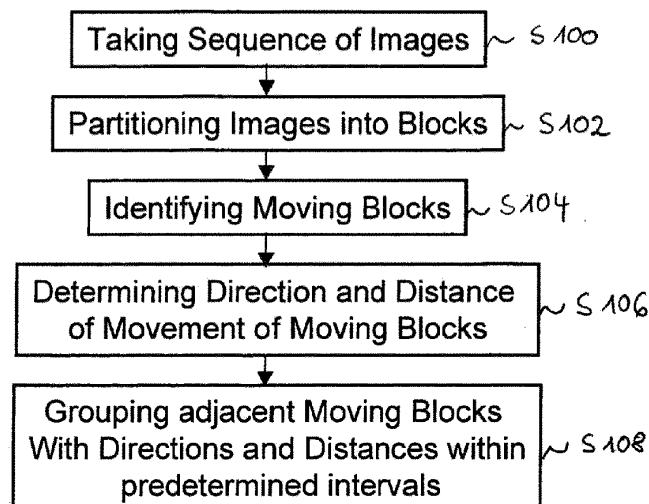 Taking Sequence of Images S100
Partitioning Images into Blocks S102
Identifying Moving Blocks S104
Determining Direction and Distance
of Movement of Moving Blocks S106
Grouping adjacent Moving Blocks
With Directions and Distances within S108
predetermined intervals